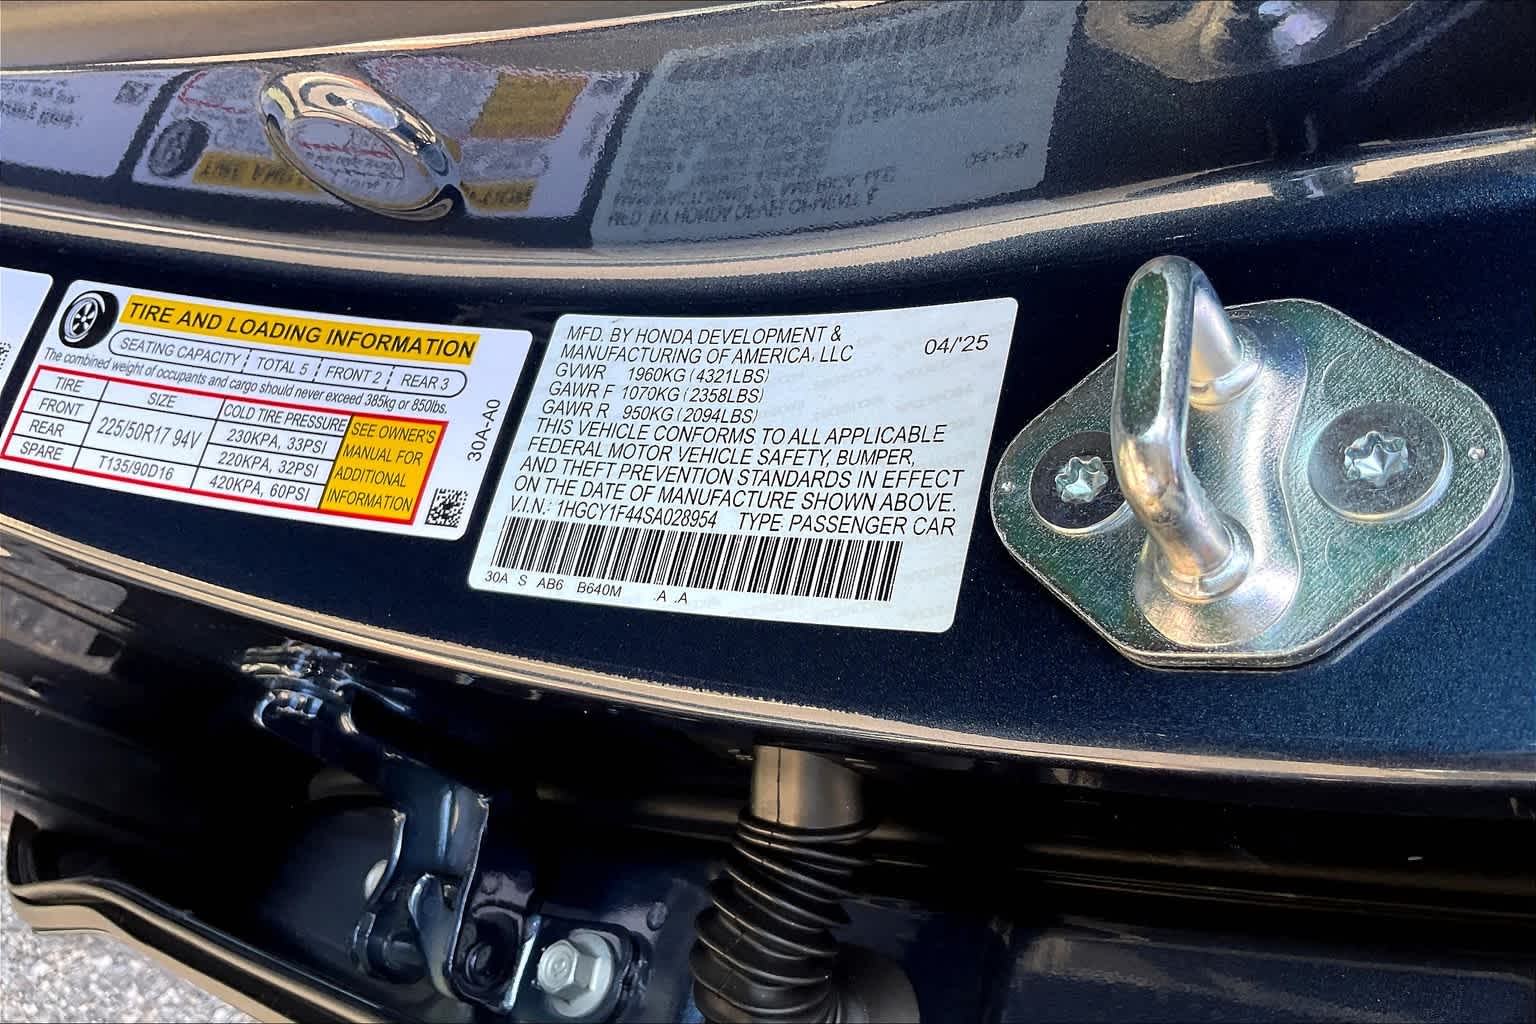 TIRE AND LOADING INFORMATION
SEATING CAPACITY TOTAL 5 FRONT 2 REAR 3
The combined weight of occupants and cargo should never exceed 385kg or 850lbs.
TIRE SIZE COLD TIRE PRESSURE
FRONT 225/50R17 94V 230KPA, 33PSI
REAR 220KPA, 32PSI
SPARE T135/90D16 420KPA, 60PSI
SEE OWNER'S
MANUAL FOR
ADDITIONAL
INFORMATION
30A-A0
MFD. BY HONDA DEVELOPMENT &
MANUFACTURING OF AMERICA, LLC 04/'25
GVWR 1960KG (4321LBS)
GAWR F 1070KG (2358LBS)
GAWR R 950KG (2094LBS)
THIS VEHICLE CONFORMS TO ALL APPLICABLE
FEDERAL MOTOR VEHICLE SAFETY, BUMPER,
AND THEFT PREVENTION STANDARDS IN EFFECT
ON THE DATE OF MANUFACTURE SHOWN ABOVE.
V.I.N.: 1HGCY1F44SA028954 TYPE PASSENGER CAR
30A S AB6 B640M .A .A